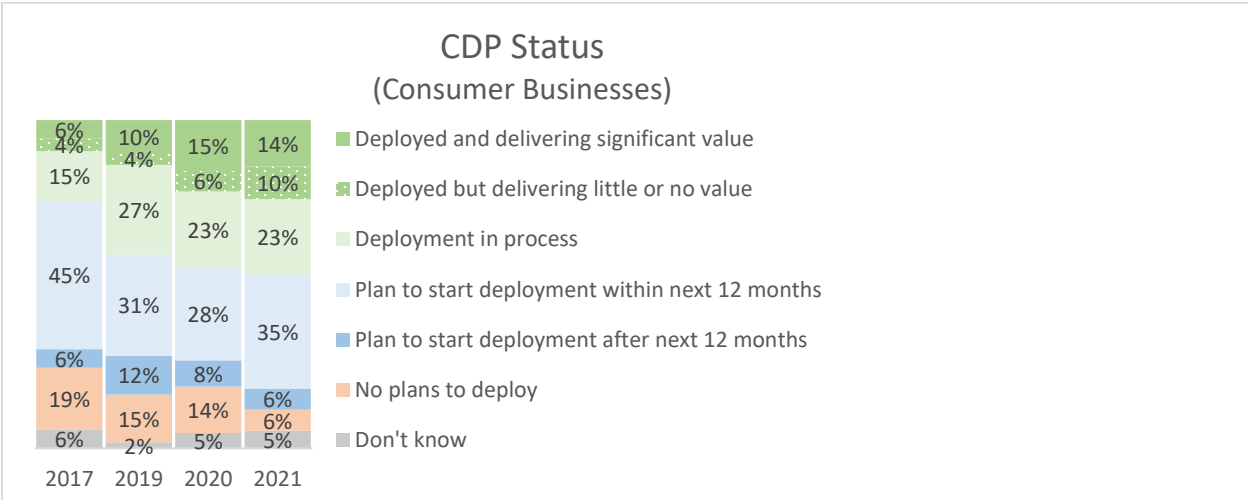 CDP Status
(Consumer Businesses)
6% 10% 15% 14%
4% 4% 6% 10%
15% 27% 23% 23%
45% 31% 28% 35%
6% 12% 8% 6%
19% 15% 14% 6%
6% 2% 5% 5%
2017 2019 2020 2021
Deployed and delivering significant value
Deployed but delivering little or no value
Deployment in process
Plan to start deployment within next 12 months
Plan to start deployment after next 12 months
No plans to deploy
Don't know